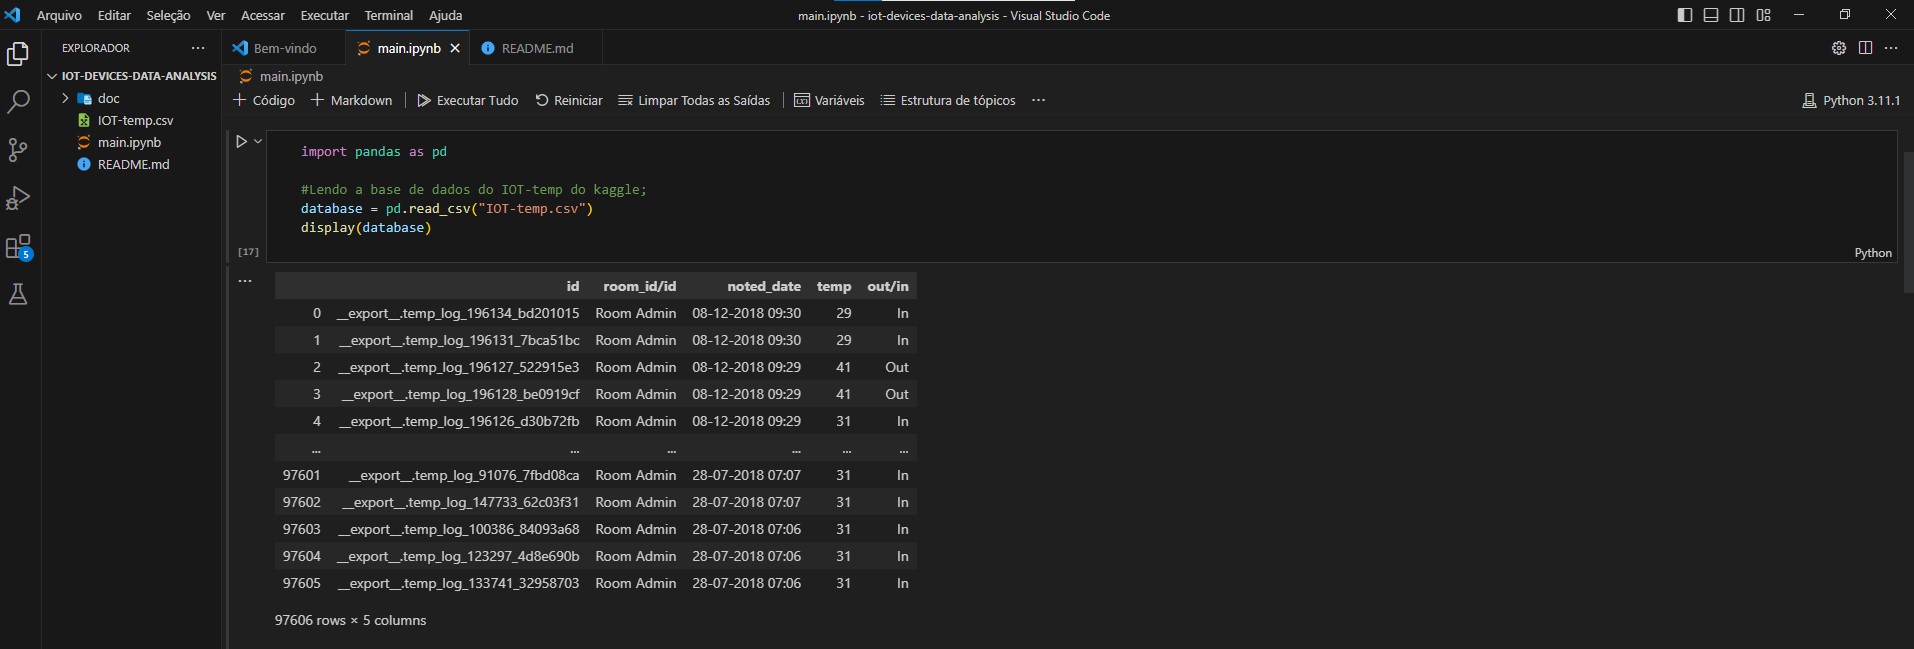 Arquivo Editar Seleção Ver Acessar Executar Terminal Ajuda
main.ipynb - iot-devices-data-analysis - Visual Studio Code
EXPLORADOR
Bem-vindo
main.ipynb
README.md
IOT-DEVICES-DATA-ANALYSIS
doc
IOT-temp.csv
main.ipynb
README.md
5
main.ipynb
Código Markdown Executar Tudo Reiniciar Limpar Todas as Saídas Variáveis Estrutura de tópicos ...
Python 3.11.1
import pandas as pd
#Lendo a base de dados do IOT-temp do kaggle;
database = pd.read_csv("IOT-temp.csv")
display(database)
[17]
Python
id room_id/id noted_date temp out/in
0 __export__.temp_log_196134_bd201015 Room Admin 08-12-2018 09:30 29 In
1 __export__.temp_log_196131_7bca51bc Room Admin 08-12-2018 09:30 29 In
2 __export__.temp_log_196127_522915e3 Room Admin 08-12-2018 09:29 41 Out
3 __export__.temp_log_196128_be0919cf Room Admin 08-12-2018 09:29 41 Out
4 __export__.temp_log_196126_d30b72fb Room Admin 08-12-2018 09:29 31 In
... ... ... ... ... ...
97601 __export__.temp_log_91076_7fbd08ca Room Admin 28-07-2018 07:07 31 In
97602 __export__.temp_log_147733_62c03f31 Room Admin 28-07-2018 07:07 31 In
97603 __export__.temp_log_100386_84093a68 Room Admin 28-07-2018 07:06 31 In
97604 __export__.temp_log_123297_4d8e690b Room Admin 28-07-2018 07:06 31 In
97605 __export__.temp_log_133741_32958703 Room Admin 28-07-2018 07:06 31 In
97606 rows × 5 columns